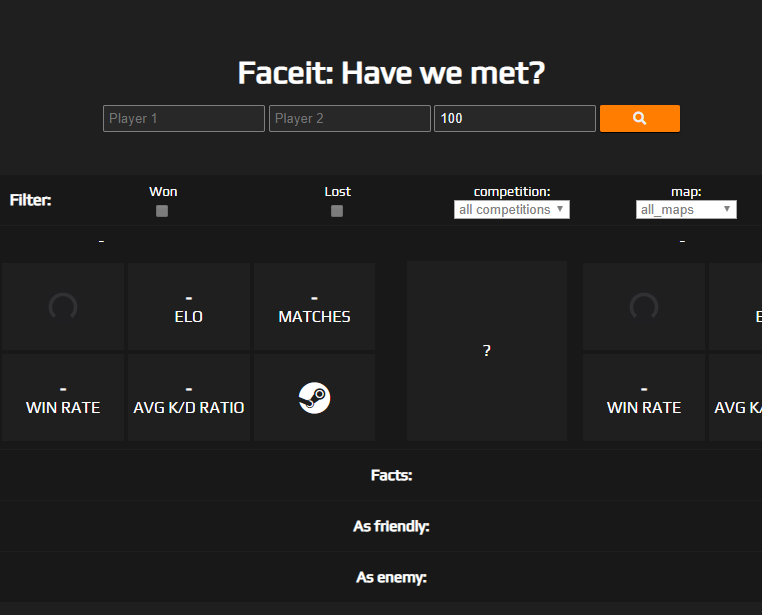 Faceit: Have we met?
Player 1 Player 2 100
Filter: Won Lost competition: map:
all competitions all_maps
- -
- ELO - MATCHES
- WIN RATE - AVG K/D RATIO ? - WIN RATE
Facts:
As friendly:
As enemy: